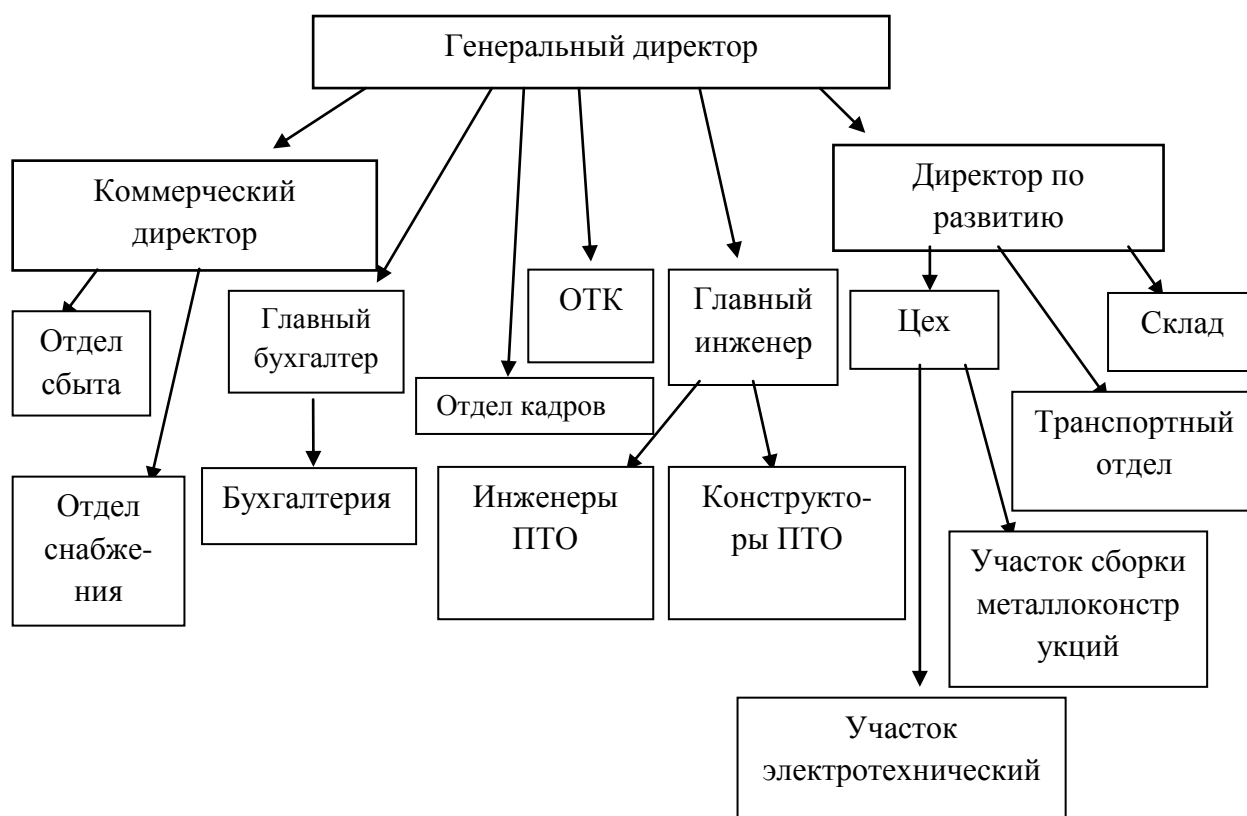 Генеральный директор
Коммерческий
директор
Директор по
развитию
Отдел
сбыта
Главный
бухгалтер
ОТК
Главный
инженер
Цех
Склад
Отдел кадров
Транспортный
отдел
Отдел
снабже-
ния
Бухгалтерия
Инженеры
ПТО
Конструкто-
ры ПТО
Участок сборки
металлоконстр
укций
Участок
электротехнический